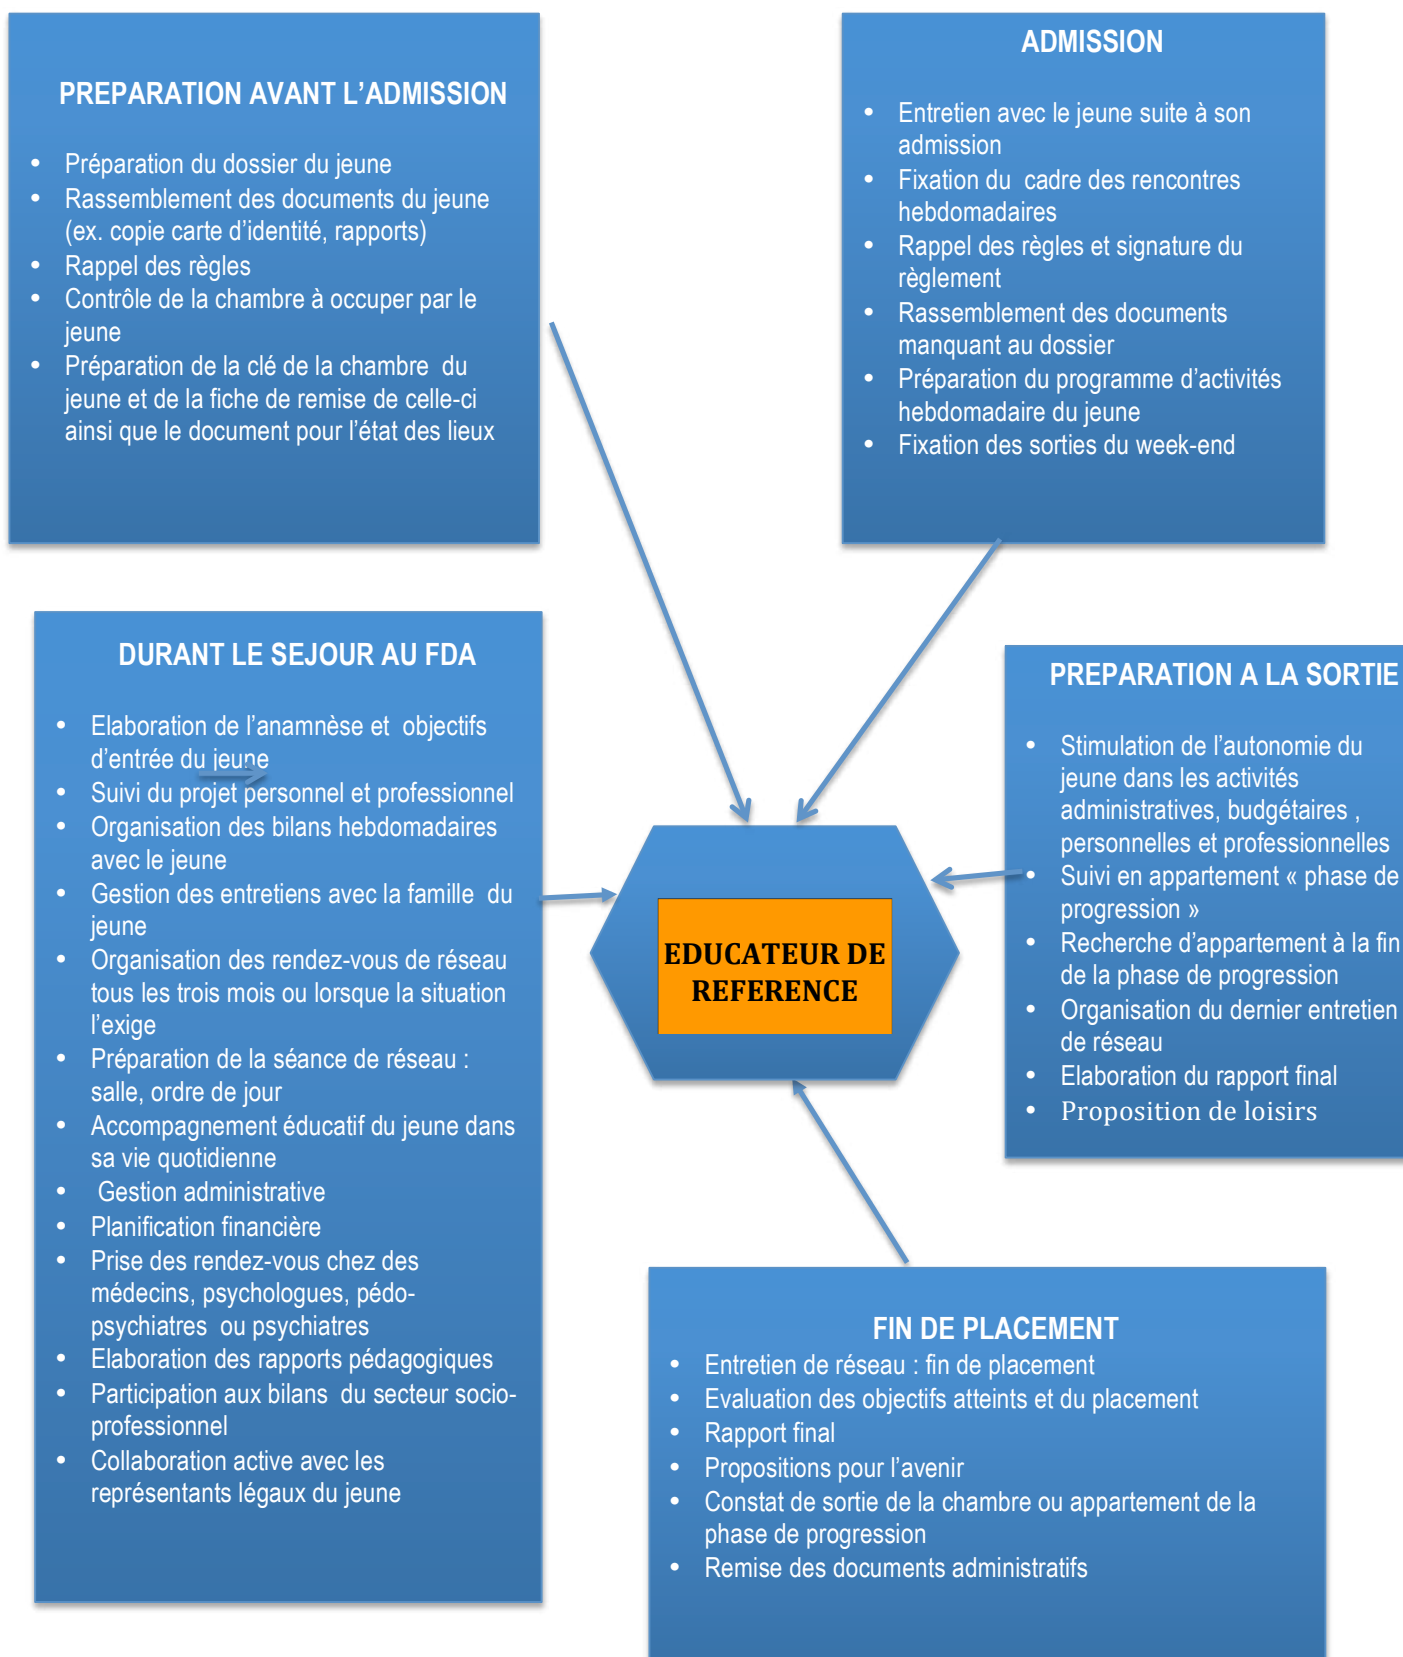 PREPARATION AVANT L’ADMISSION
• Préparation du dossier du jeune
• Rassemblement des documents du jeune
(ex. copie carte d’identité, rapports)
• Rappel des règles
• Contrôle de la chambre à occuper par le
jeune
• Préparation de la clé de la chambre du
jeune et de la fiche de remise de celle-ci
ainsi que le document pour l’état des lieux
ADMISSION
• Entretien avec le jeune suite à son
admission
• Fixation du cadre des rencontres
hebdomadaires
• Rappel des règles et signature du
règlement
• Rassemblement des documents
manquant au dossier
• Préparation du programme d’activités
hebdomadaire du jeune
• Fixation des sorties du week-end
DURANT LE SEJOUR AU FDA
• Elaboration de l’anamnèse et objectifs
d’entrée du jeune
• Suivi du projet personnel et professionnel
• Organisation des bilans hebdomadaires
avec le jeune
• Gestion des entretiens avec la famille du
jeune
• Organisation des rendez-vous de réseau
tous les trois mois ou lorsque la situation
l’exige
• Préparation de la séance de réseau :
salle, ordre de jour
• Accompagnement éducatif du jeune dans
sa vie quotidienne
• Gestion administrative
• Planification financière
• Prise des rendez-vous chez des
médecins, psychologues, pédo-
psychiatres ou psychiatres
• Elaboration des rapports pédagogiques
• Participation aux bilans du secteur socio-
professionnel
• Collaboration active avec les
représentants légaux du jeune
EDUCATEUR DE
REFERENCE
PREPARATION A LA SORTIE
• Stimulation de l’autonomie du
jeune dans les activités
administratives, budgétaires ,
personnelles et professionnelles
• Suivi en appartement « phase de
progression »
• Recherche d’appartement à la fin
de la phase de progression
• Organisation du dernier entretien
de réseau
• Elaboration du rapport final
• Proposition de loisirs
FIN DE PLACEMENT
• Entretien de réseau : fin de placement
• Evaluation des objectifs atteints et du placement
• Rapport final
• Propositions pour l’avenir
• Constat de sortie de la chambre ou appartement de la
phase de progression
• Remise des documents administratifs